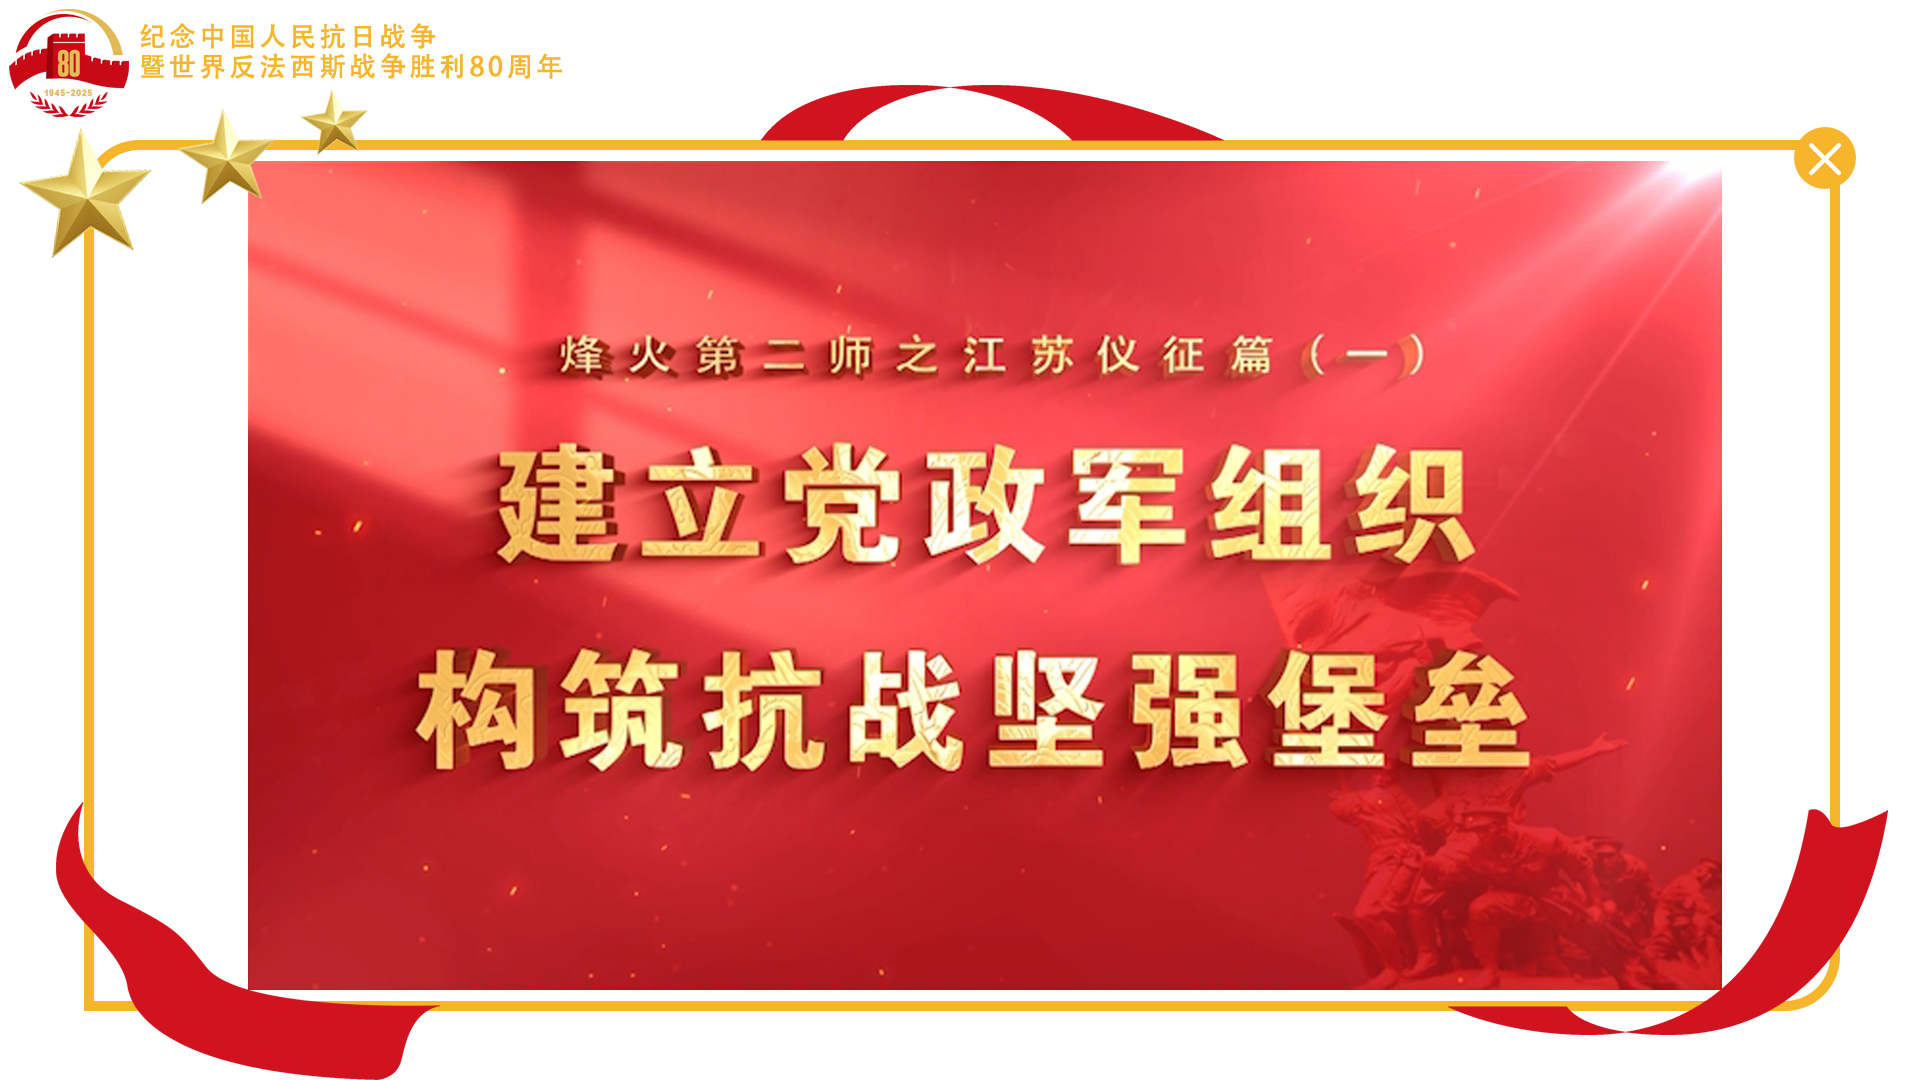 纪念中国人民抗日战争
暨世界反法西斯战争胜利80周年
80
1945-2025
烽火第二师之江苏仪征篇(一)
建立党政军组织
构筑抗战坚强堡垒